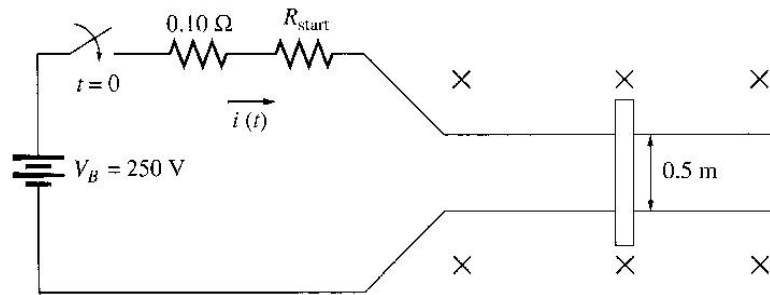 0.10 Ω
R_start
t = 0
i (t)
V_B = 250 V
0.5 m